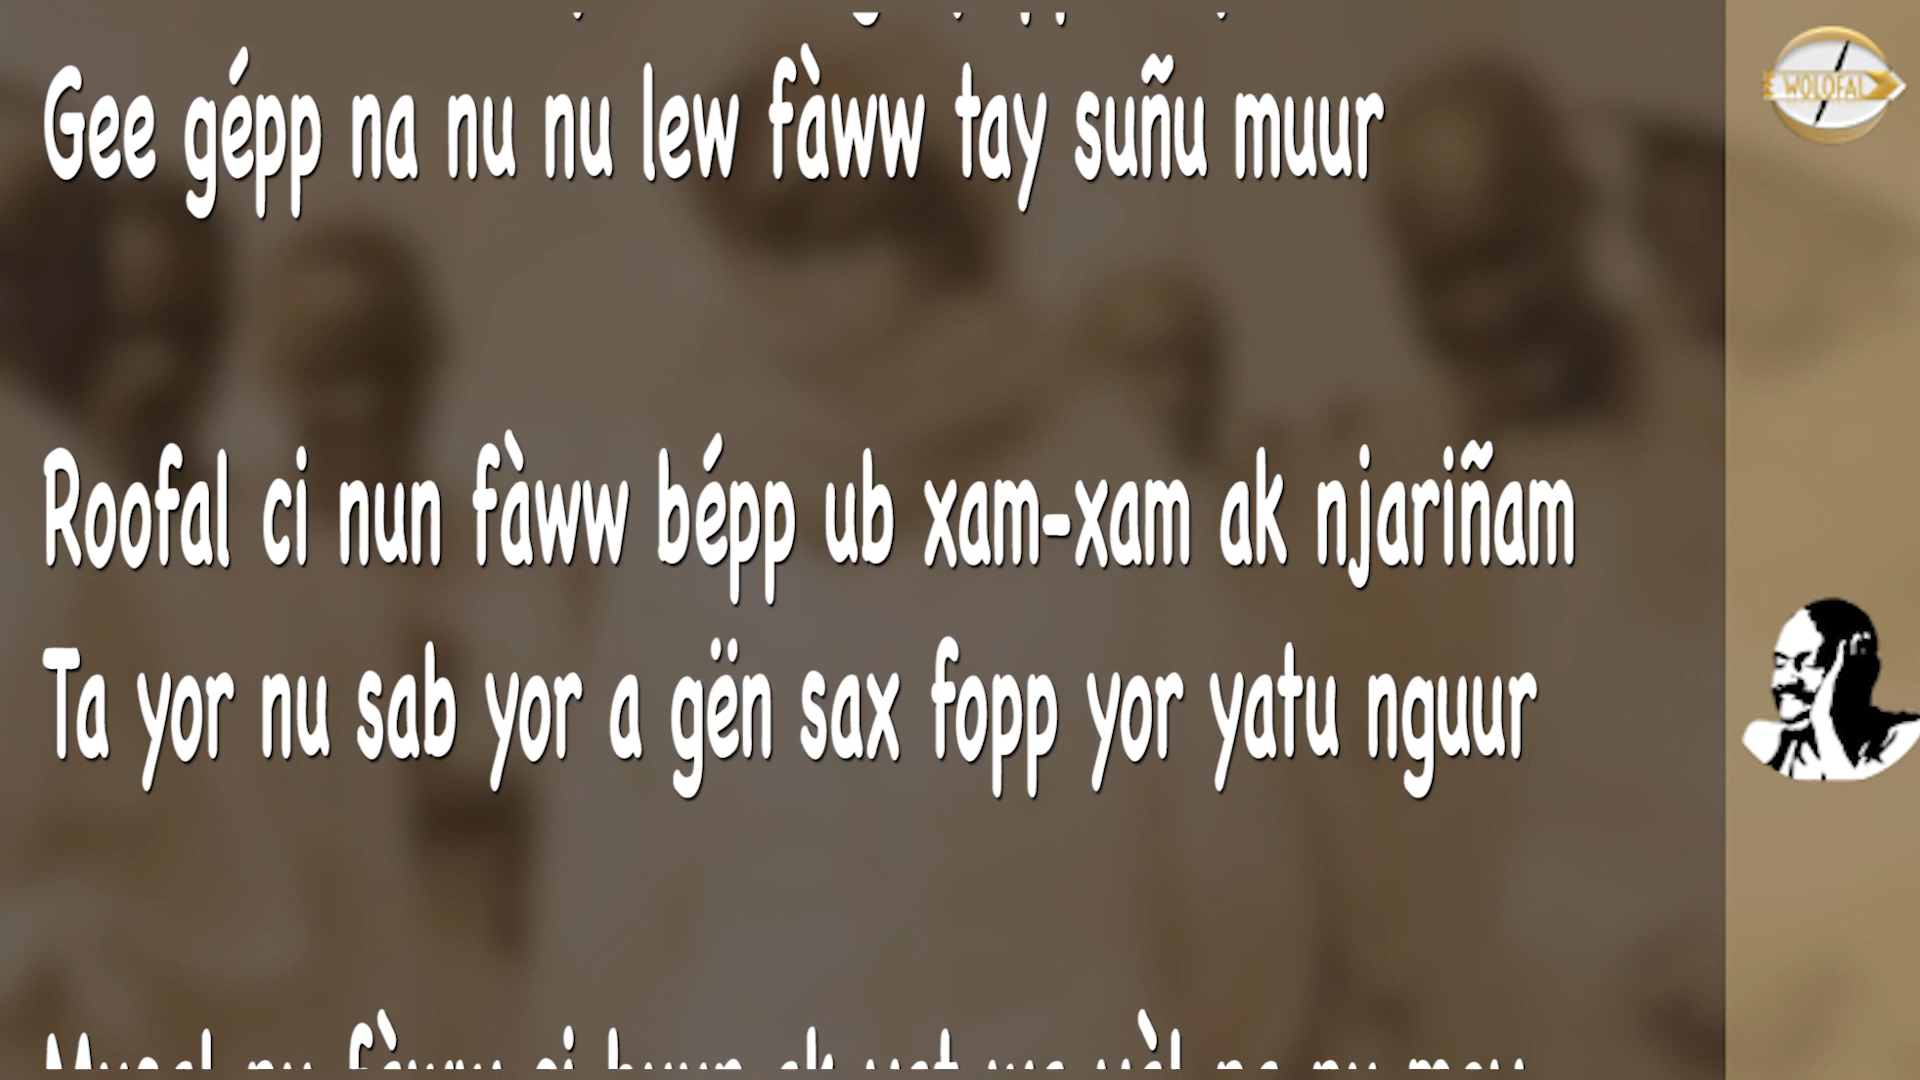 Gee gépp na nu nu lew fàww tay suñu muur
WOLOFAL
Roofal ci nun fàww bépp ub xam-xam ak njariñam
Ta yor nu sab yor a gën sax fopp yor yatu nguur